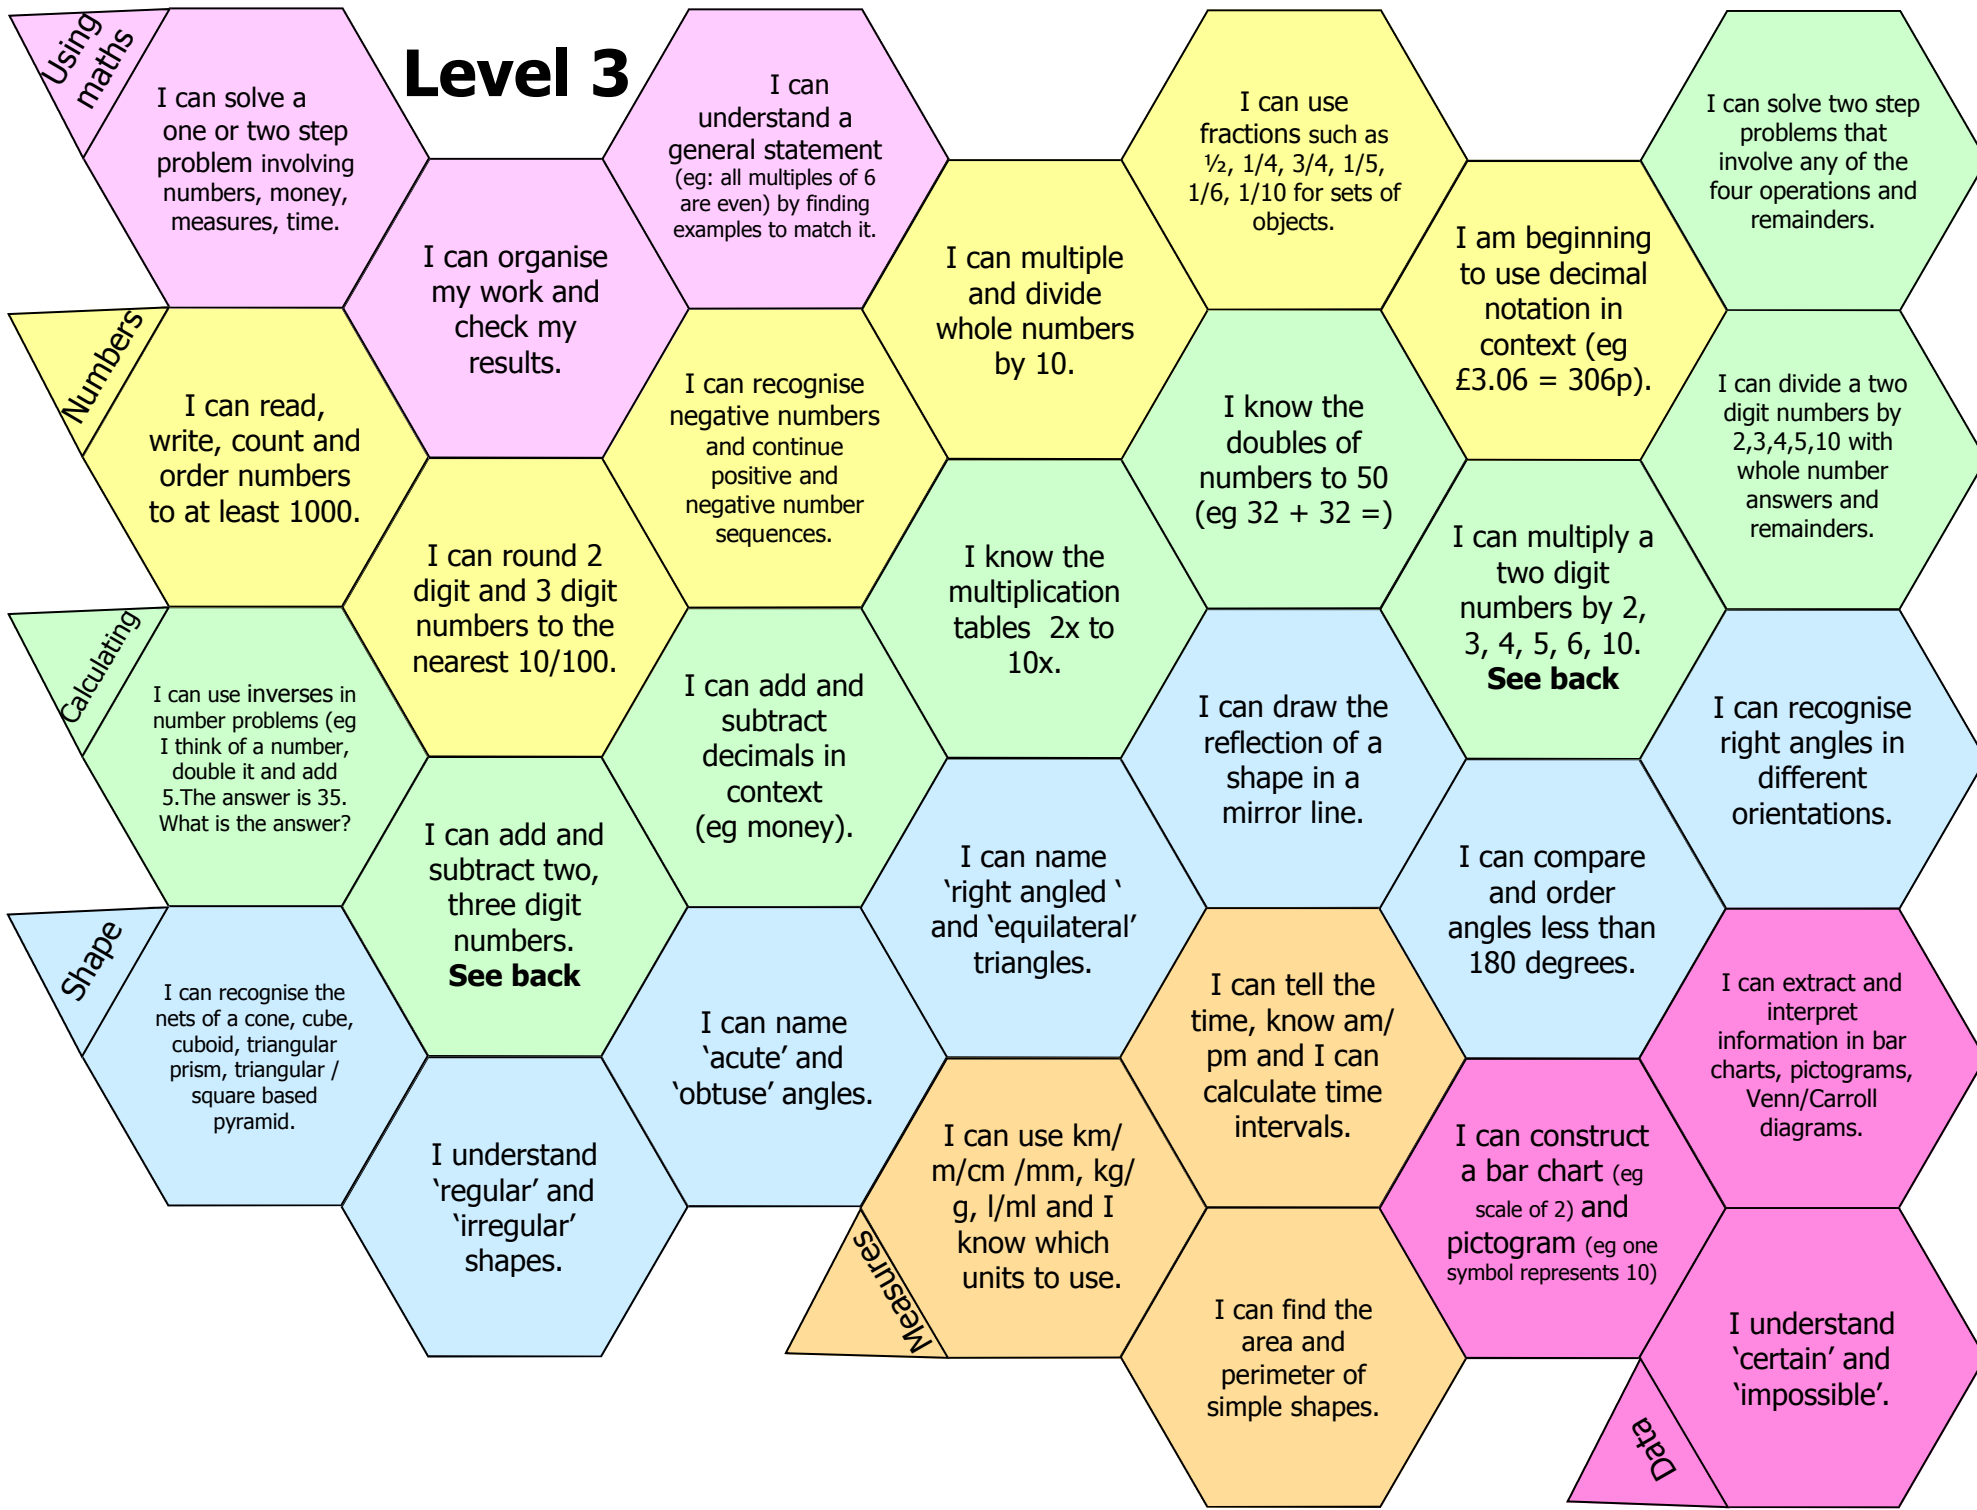 Using
maths
Level 3
I can solve a
one or two step
problem involving
numbers, money,
measures, time.
I can organise
my work and
check my
results.
I can
understand a
general statement
(eg: all multiples of 6
are even) by finding
examples to match it.
Numbers
I can read,
write, count and
order numbers
to at least 1000.
I can round 2
digit and 3 digit
numbers to the
nearest 10/100.
I can recognise
negative numbers
and continue
positive and
negative number
sequences.
I can multiple
and divide
whole numbers
by 10.
I can use
fractions such as
½, 1/4, 3/4, 1/5,
1/6, 1/10 for sets of
objects.
I am beginning
to use decimal
notation in
context (eg
£3.06 = 306p).
Calculating
I can use inverses in
number problems (eg
I think of a number,
double it and add
5.The answer is 35.
What is the answer?
I can add and
subtract two,
three digit
numbers.
See back
I can add and
subtract
decimals in
context
(eg money).
I know the
multiplication
tables  2x to
10x.
I know the
doubles of
numbers to 50
(eg 32 + 32 =)
I can multiply a
two digit
numbers by 2,
3, 4, 5, 6, 10.
See back
I can divide a two
digit numbers by
2,3,4,5,10 with
whole number
answers and
remainders.
I can solve two step
problems that
involve any of the
four operations and
remainders.
Shape
I can recognise the
nets of a cone, cube,
cuboid, triangular
prism, triangular /
square based
pyramid.
I understand
‘regular’ and
‘irregular’
shapes.
I can name
‘acute’ and
‘obtuse’ angles.
I can name
‘right angled ‘
and ‘equilateral’
triangles.
I can draw the
reflection of a
shape in a
mirror line.
I can compare
and order
angles less than
180 degrees.
I can recognise
right angles in
different
orientations.
Measures
I can use km/
m/cm /mm, kg/
g, l/ml and I
know which
units to use.
I can tell the
time, know am/
pm and I can
calculate time
intervals.
I can find the
area and
perimeter of
simple shapes.
Data
I can construct
a bar chart (eg
scale of 2) and
pictogram (eg one
symbol represents 10)
I can extract and
interpret
information in bar
charts, pictograms,
Venn/Carroll
diagrams.
I understand
‘certain’ and
‘impossible’.